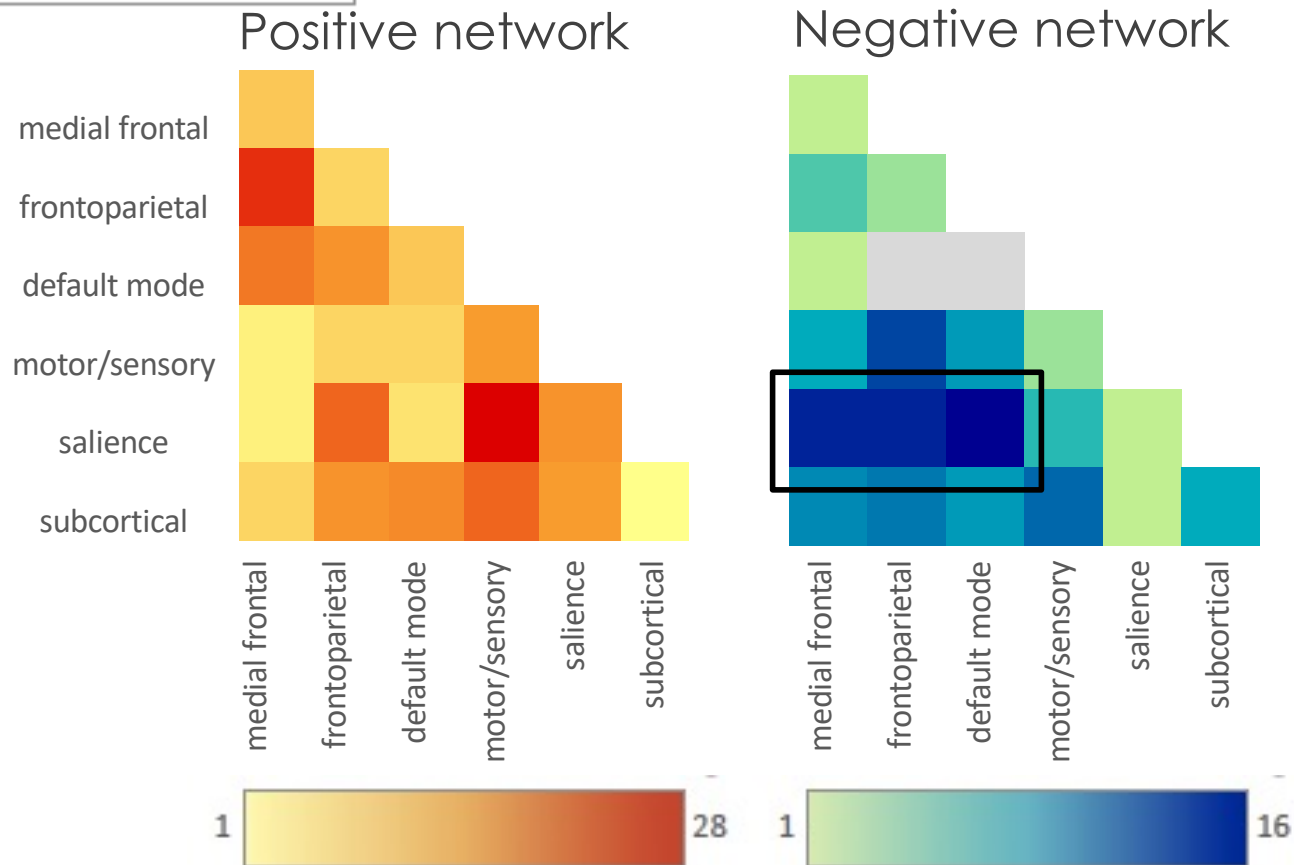 Positive network
Negative network
medial frontal
frontoparietal
default mode
motor/sensory
salience
subcortical
medial frontal
frontoparietal
default mode
motor/sensory
salience
subcortical
medial frontal
frontoparietal
default mode
motor/sensory
salience
subcortical
1 28
1 16